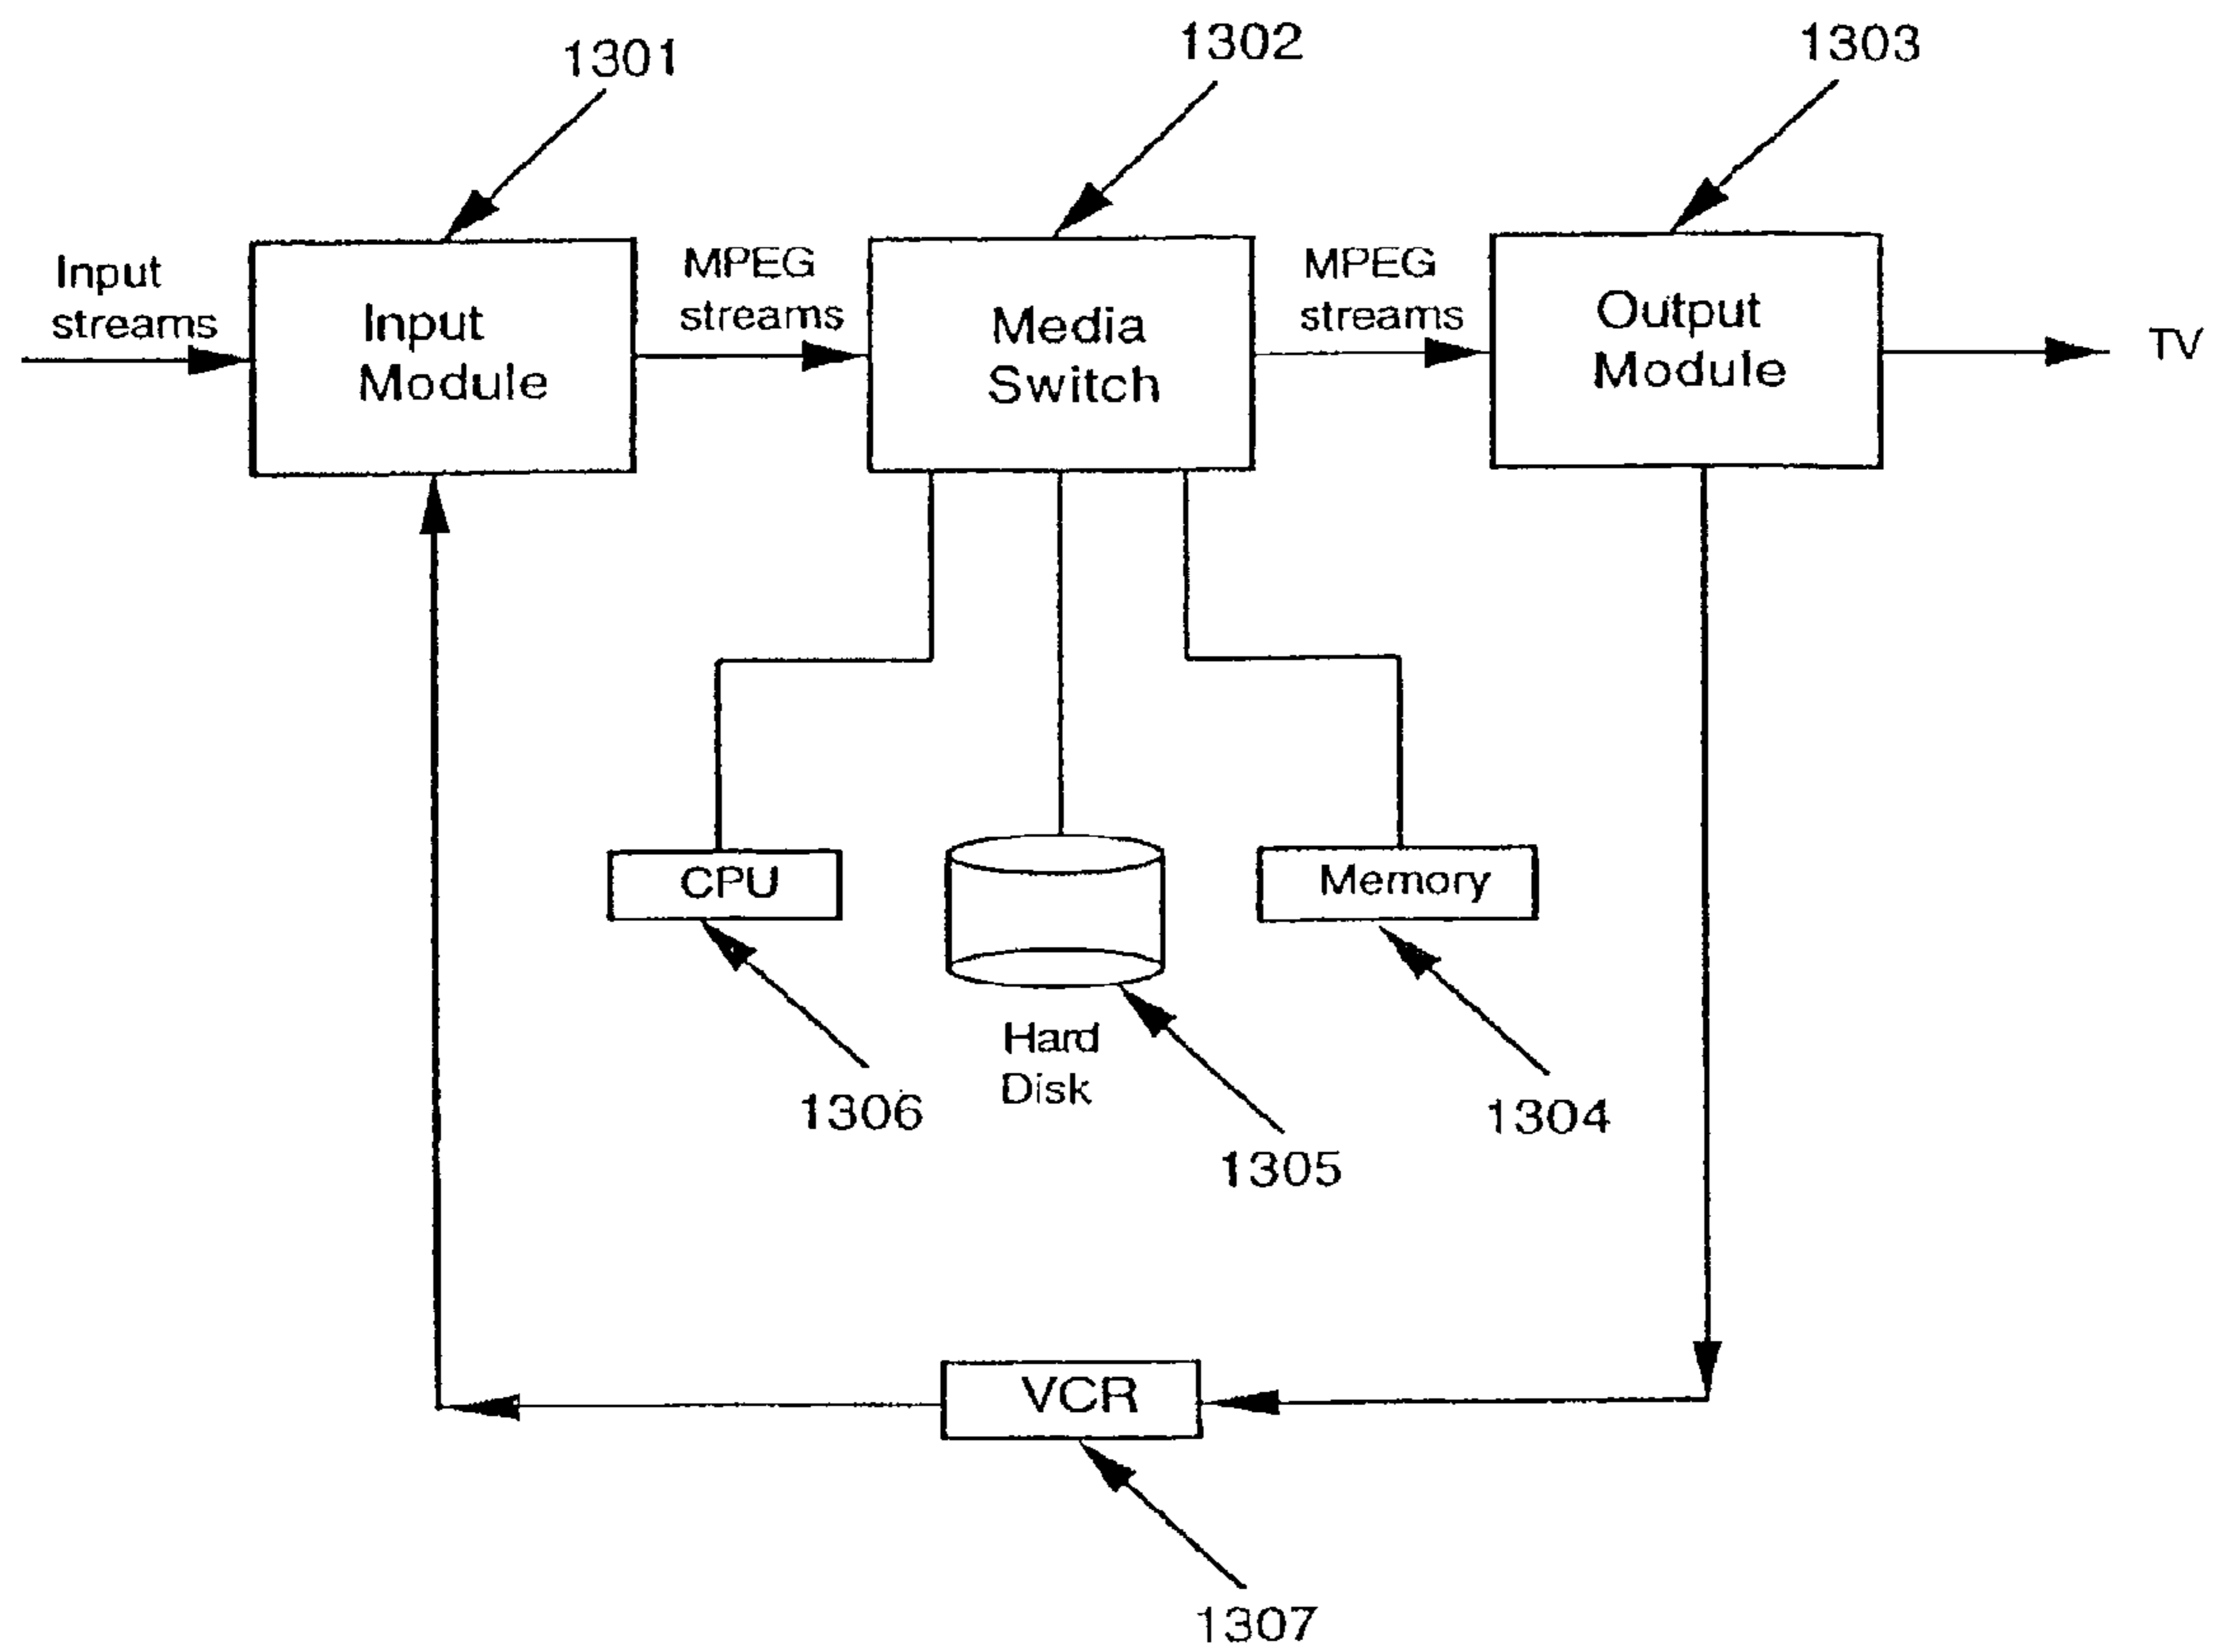 1301
1302
1303
Input
streams
Input
Module
MPEG
streams
Media
Switch
MPEG
streams
Output
Module
TV
CPU
Memory
Hard
Disk
1306
1305
1304
VCR
1307